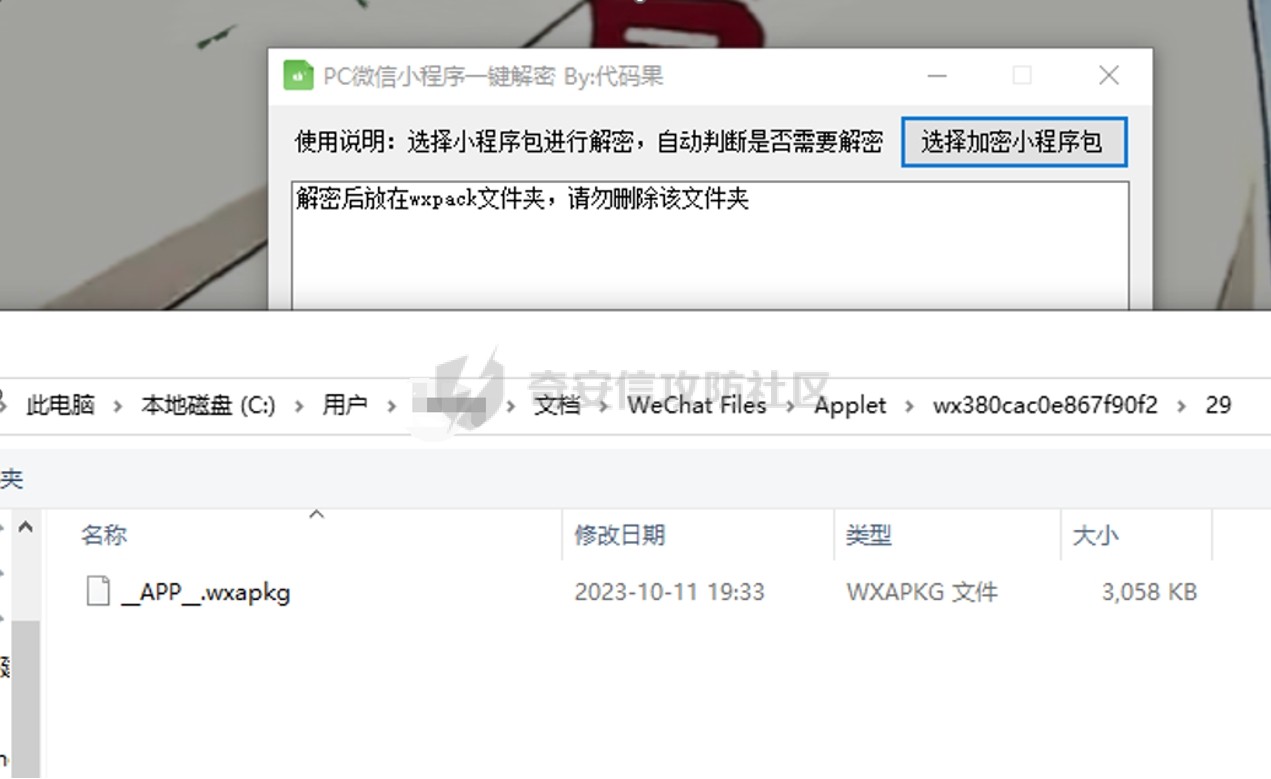 PC微信小程序一键解密 By:代码果
使用说明：选择小程序包进行解密，自动判断是否需要解密
选择加密小程序包
解密后放在wxpack文件夹，请勿删除该文件夹
奇安信攻防社区
此电脑 › 本地磁盘 (C:) › 用户 › › 文档 › WeChat Files › Applet › wx380cac0e867f90f2 › 29
夹
名称 修改日期 类型 大小
__APP__.wxapkg 2023-10-11 19:33 WXAPKG 文件 3,058 KB